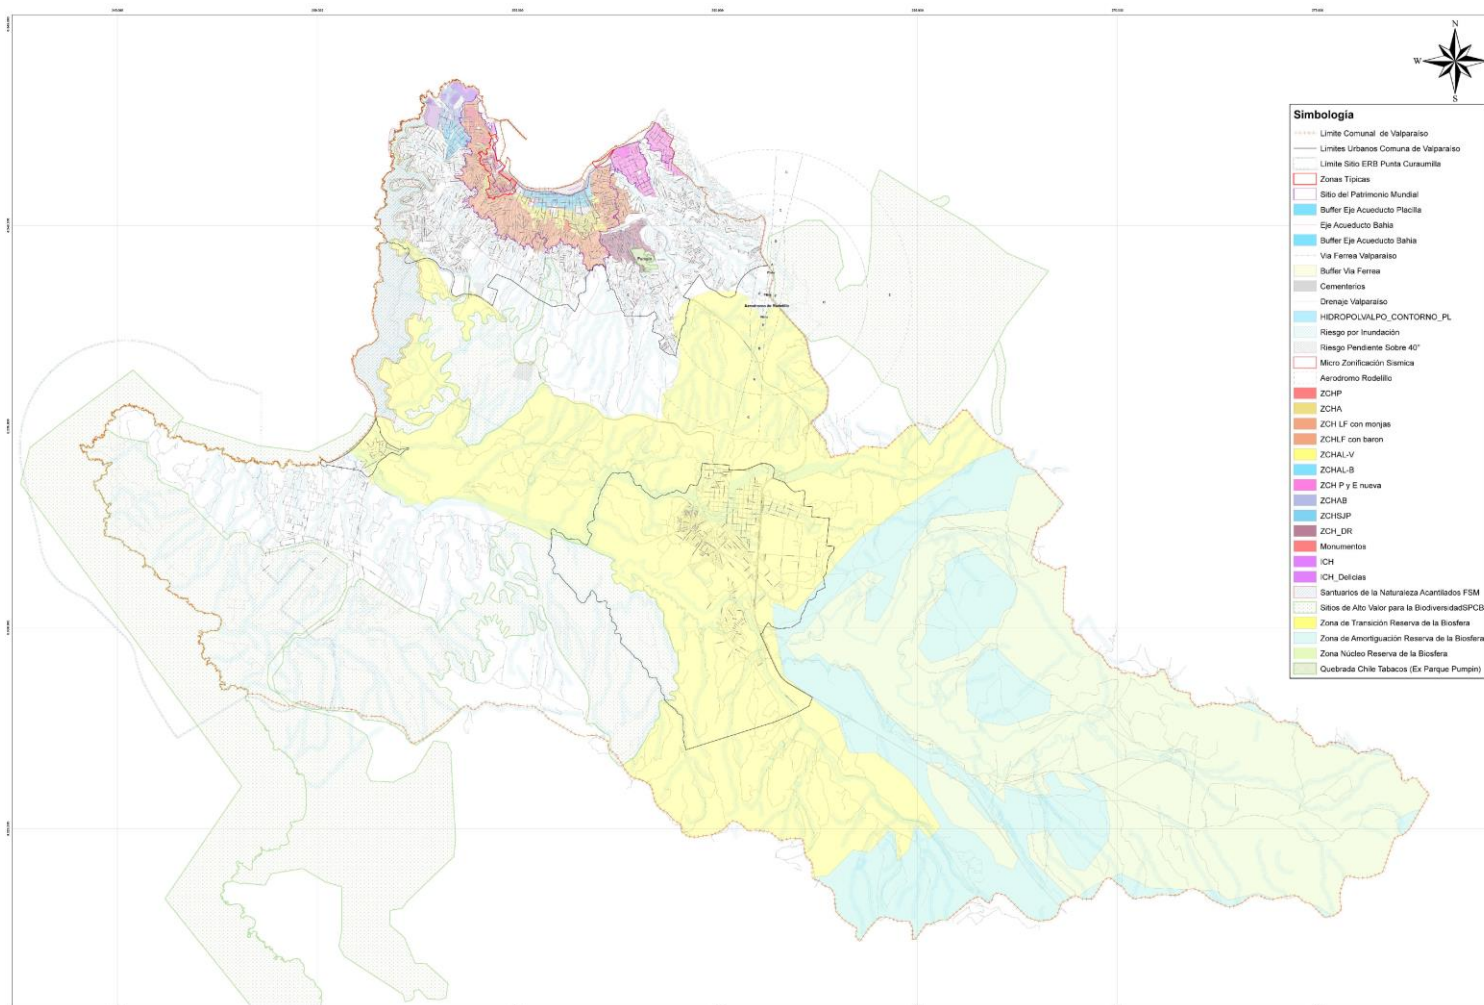 N
W
S
Simbología
Limite Comunal de Valparaíso
Limites Urbanos Comuna de Valparaíso
Limite Sitio ERB Punta Curaumilla
Zonas Típicas
Sitio del Patrimonio Mundial
Buffer Eje Acueducto Placilla
Eje Acueducto Bahia
Buffer Eje Acueducto Bahia
Via Ferrea Valparaíso
Buffer Via Ferrea
Cementerios
Drenaje Valparaíso
HIDROPOLVALPO_CONTORNO_PL
Riesgo por Inundación
Riesgo Pendiente Sobre 40°
Micro Zonificación Sismica
Aerodromo Rodelillo
ZCHP
ZCHA
ZCH LF con monjas
ZCHLF con baron
ZCHAL-V
ZCHAL-B
ZCH P y E nueva
ZCHAB
ZCHSJP
ZCH_DR
Monumentos
ICH
ICH_Delicias
Santuarios de la Naturaleza Acantilados FSM
Sitios de Alto Valor para la BiodiversidadSPCB
Zona de Transición Reserva de la Biosfera
Zona de Amortiguación Reserva de la Biosfera
Zona Núcleo Reserva de la Biosfera
Quebrada Chile Tabacos (Ex Parque Pumpin)
Aerodromo de Rodelillo